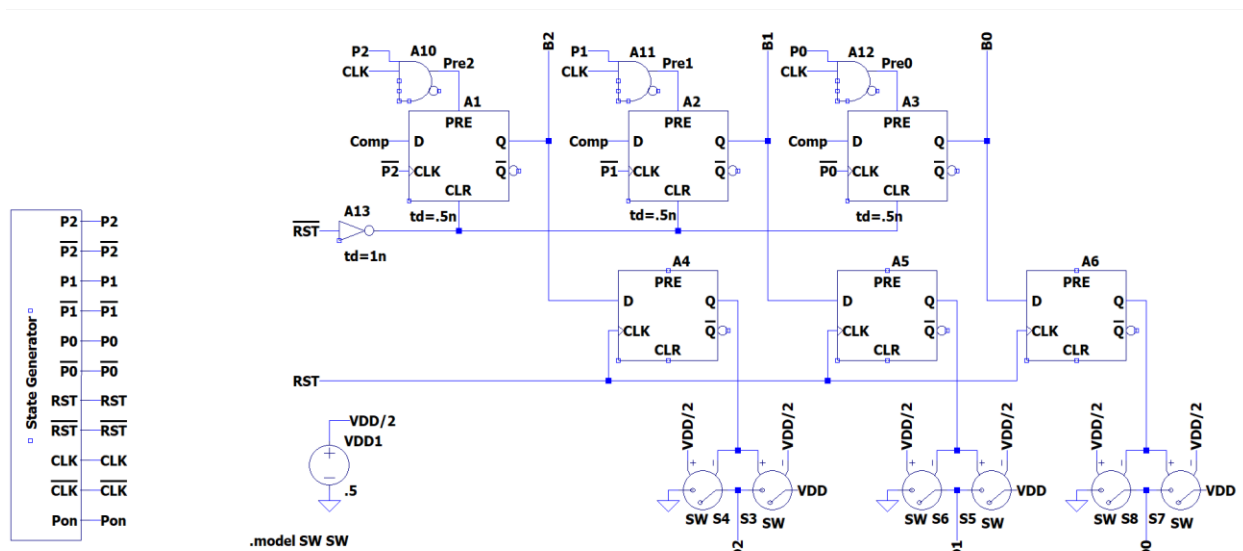 State Generator
P2 P2
P2 P2
P1 P1
P1 P1
P0 P0
P0 P0
RST RST
RST RST
CLK CLK
CLK CLK
Pon Pon
P2 A10
CLK Pre2
A1
PRE
Comp D Q
P2 CLK Q
CLR
td=.5n
B2
P1 A11
CLK Pre1
A2
PRE
Comp D Q
P1 CLK Q
CLR
td=.5n
B1
P0 A12
CLK Pre0
A3
PRE
Comp D Q
P0 CLK Q
CLR
td=.5n
B0
RST A13
td=1n
A4
PRE
D Q
CLK Q
CLR
A5
PRE
D Q
CLK Q
CLR
A6
PRE
D Q
CLK Q
CLR
RST
VDD/2
VDD1
+
−
.5
.model SW SW
VDD/2 VDD/2
+ − + −
VDD
SW S4 S3 SW
VDD/2 VDD/2
+ − + −
VDD
SW S6 S5 SW
VDD/2 VDD/2
+ − + −
VDD
SW S8 S7 SW